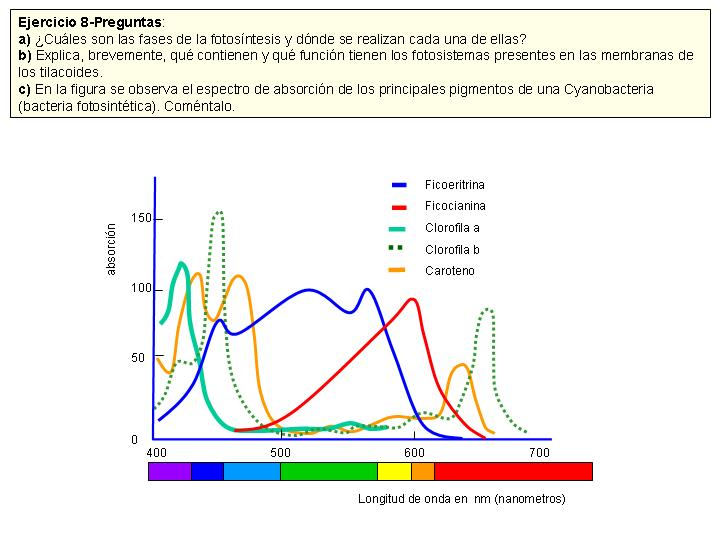 Ejercicio 8-Preguntas:
a) ¿Cuáles son las fases de la fotosíntesis y dónde se realizan cada una de ellas?
b) Explica, brevemente, qué contienen y qué función tienen los fotosistemas presentes en las membranas de
los tilacoides.
c) En la figura se observa el espectro de absorción de los principales pigmentos de una Cyanobacteria
(bacteria fotosintética). Coméntalo.
Ficoeritrina
Ficocianina
Clorofila a
Clorofila b
Caroteno
absorción
150
100
50
0
400 500 600 700
Longitud de onda en nm (nanometros)